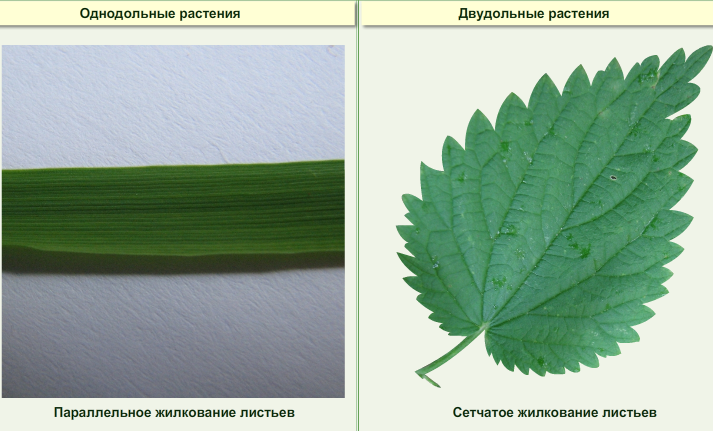 Однодольные растения
Двудольные растения
Параллельное жилкование листьев
Сетчатое жилкование листьев